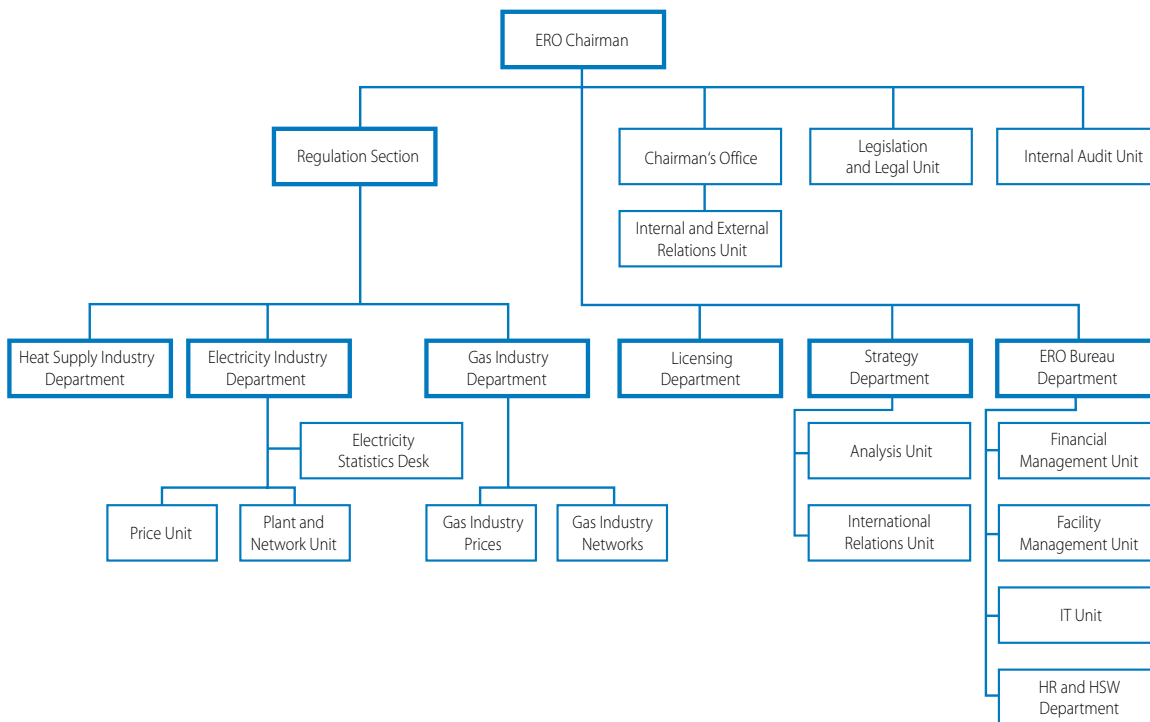 ERO Chairman
Regulation Section
Chairman's Office
Legislation
and Legal Unit
Internal Audit Unit
Internal and External
Relations Unit
Heat Supply Industry
Department
Electricity Industry
Department
Gas Industry
Department
Licensing
Department
Strategy
Department
ERO Bureau
Department
Electricity
Statistics Desk
Analysis Unit
Financial
Management Unit
Price Unit
Plant and
Network Unit
Gas Industry
Prices
Gas Industry
Networks
International
Relations Unit
Facility
Management Unit
IT Unit
HR and HSW
Department